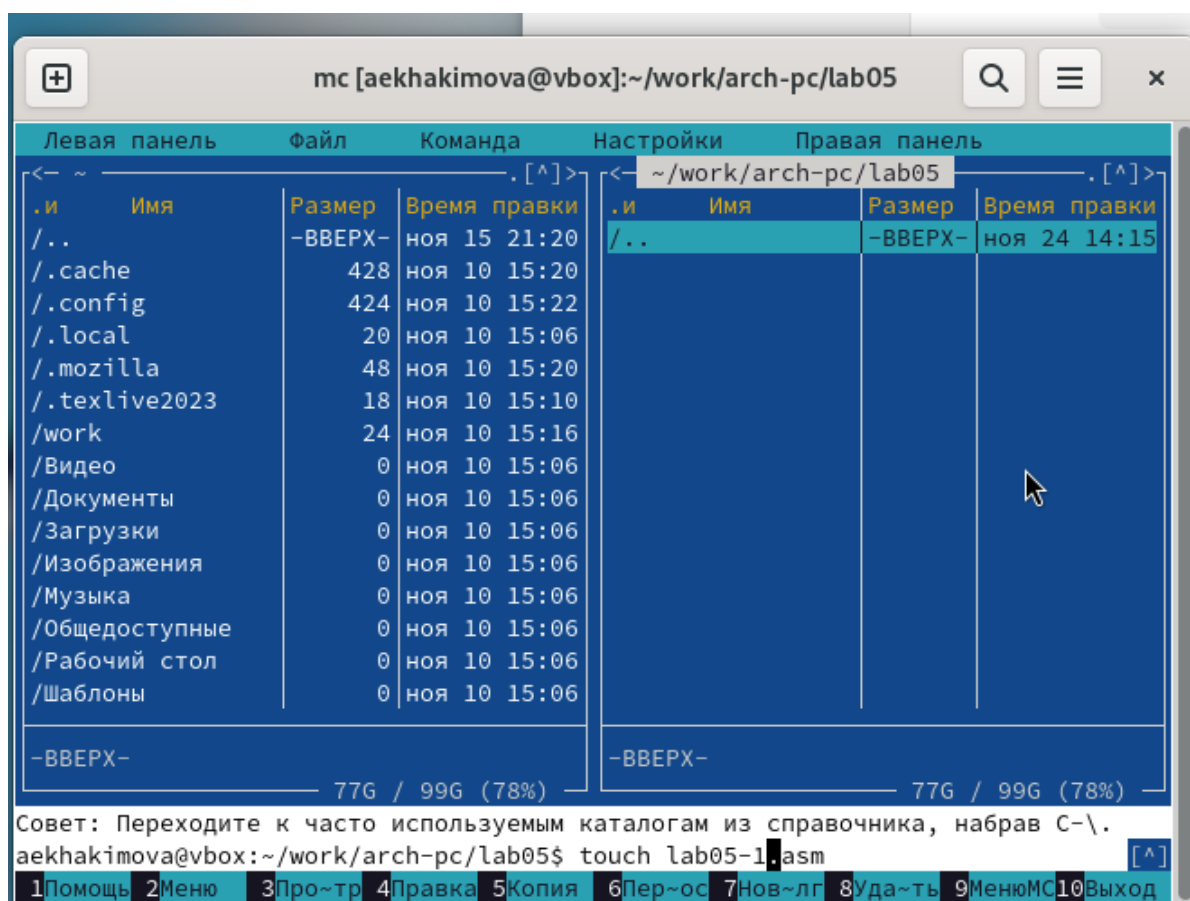 mc [aekhakimova@vbox]:~/work/arch-pc/lab05 ×
Левая панель Файл Команда Настройки Правая панель
<— ~ .[^]> <— ~/work/arch-pc/lab05 .[^]>
.и Имя Размер Время правки .и Имя Размер Время правки
/.. -ВВЕРХ- ноя 15 21:20 /.. -ВВЕРХ- ноя 24 14:15
/.cache 428 ноя 10 15:20
/.config 424 ноя 10 15:22
/.local 20 ноя 10 15:06
/.mozilla 48 ноя 10 15:20
/.texlive2023 18 ноя 10 15:10
/work 24 ноя 10 15:16
/Видео 0 ноя 10 15:06
/Документы 0 ноя 10 15:06
/Загрузки 0 ноя 10 15:06
/Изображения 0 ноя 10 15:06
/Музыка 0 ноя 10 15:06
/Общедоступные 0 ноя 10 15:06
/Рабочий стол 0 ноя 10 15:06
/Шаблоны 0 ноя 10 15:06
-ВВЕРХ- -ВВЕРХ-
77G / 99G (78%) 77G / 99G (78%)
Совет: Переходите к часто используемым каталогам из справочника, набрав C-\.
aekhakimova@vbox:~/work/arch-pc/lab05$ touch lab05-1.asm [^]
1Помощь 2Меню 3Про~тр 4Правка 5Копия 6Пер~ос 7Нов~лг 8Уда~ть 9МенюМС 10Выход